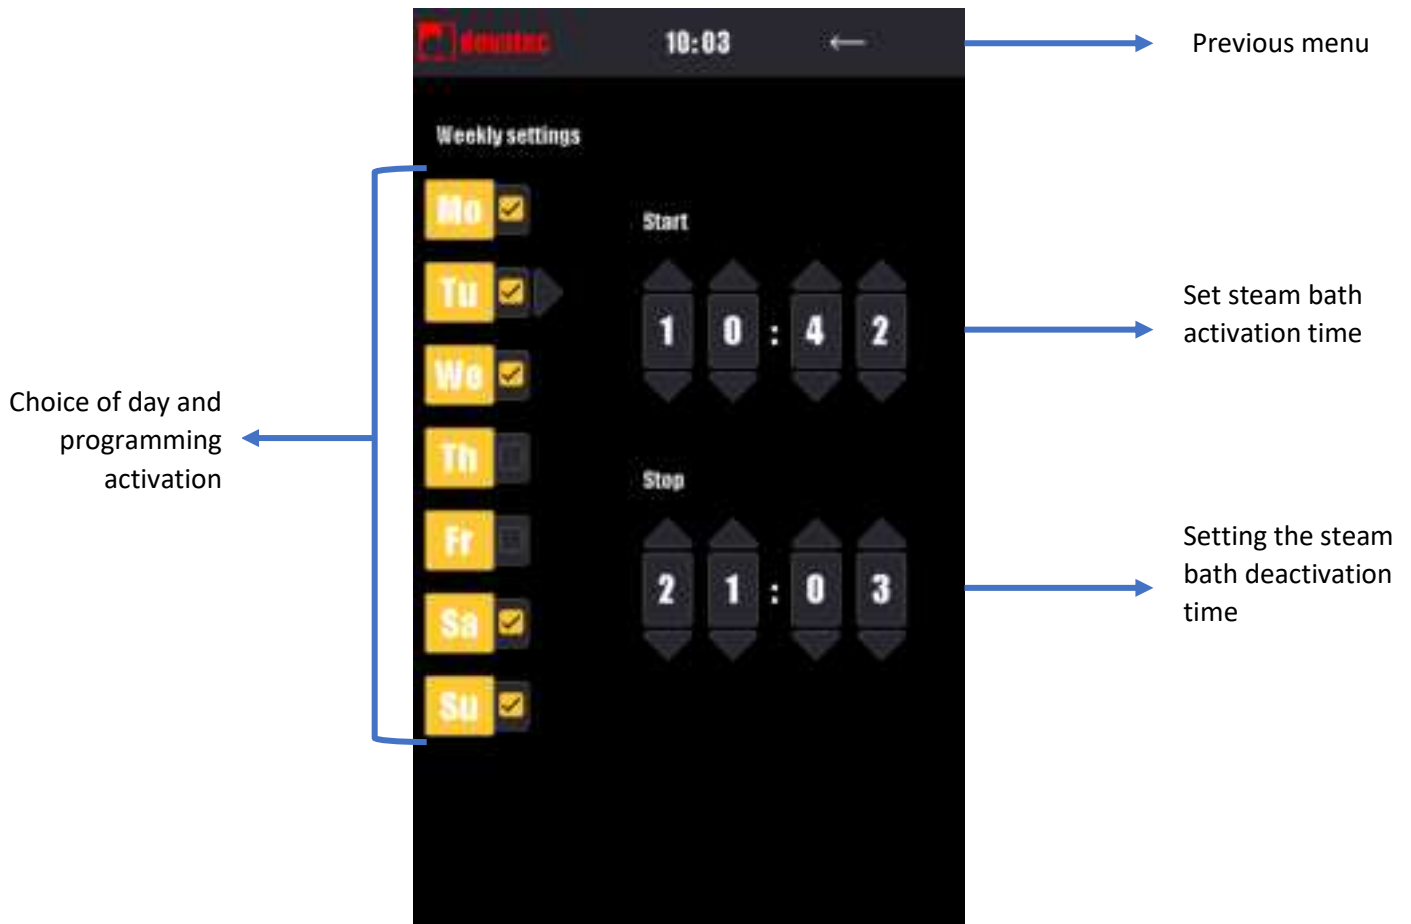 10:03
Previous menu
Weekly settings
Mo
Tu
We
Th
Fr
Sa
Su
Start
1 0 : 4 2
Stop
2 1 : 0 3
Choice of day and
programming
activation
Set steam bath
activation time
Setting the steam
bath deactivation
time